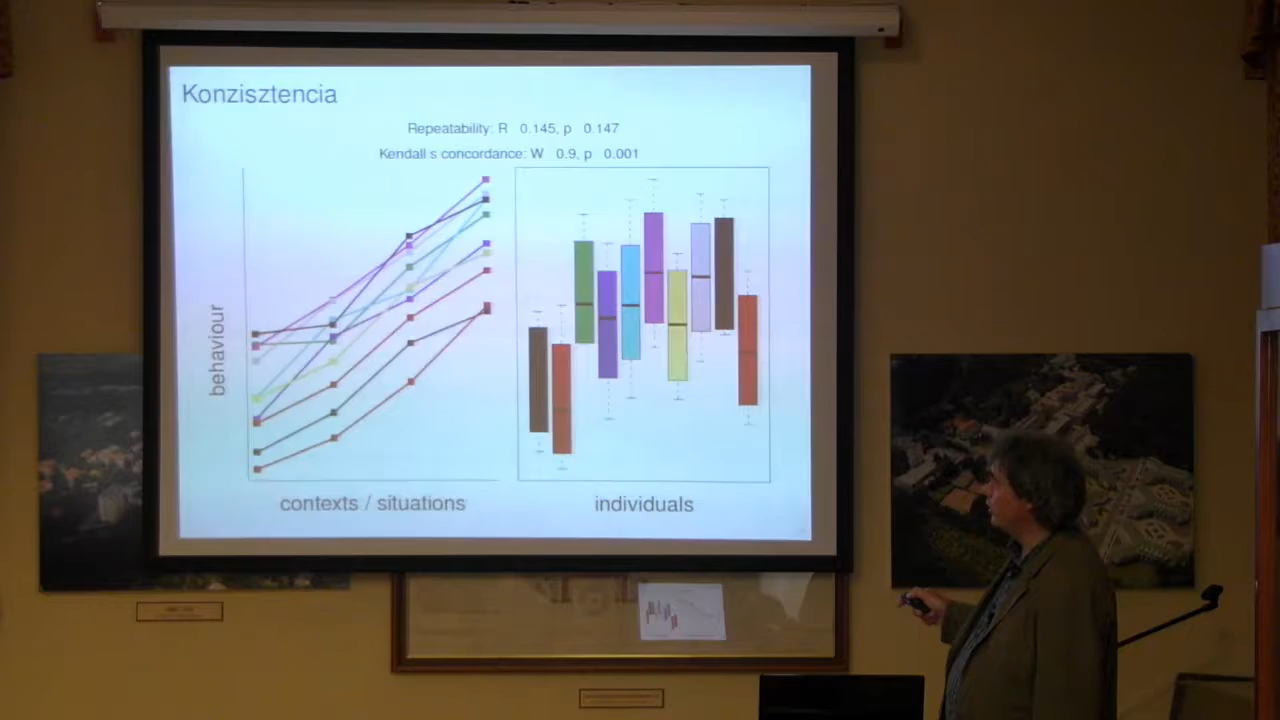 Konzisztencia
Repeatability: R 0.145, p 0.147
Kendall s concordance: W 0.9, p 0.001
behaviour
contexts / situations
individuals